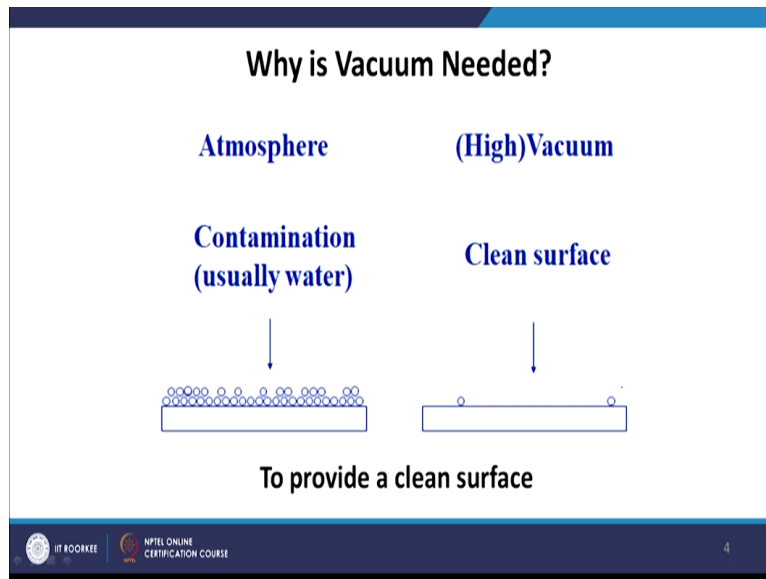 Why is Vacuum Needed?
Atmosphere
(High)Vacuum
Contamination
(usually water)
Clean surface
To provide a clean surface
IIT ROORKEE
NPTEL ONLINE
CERTIFICATION COURSE
NPTEL
4